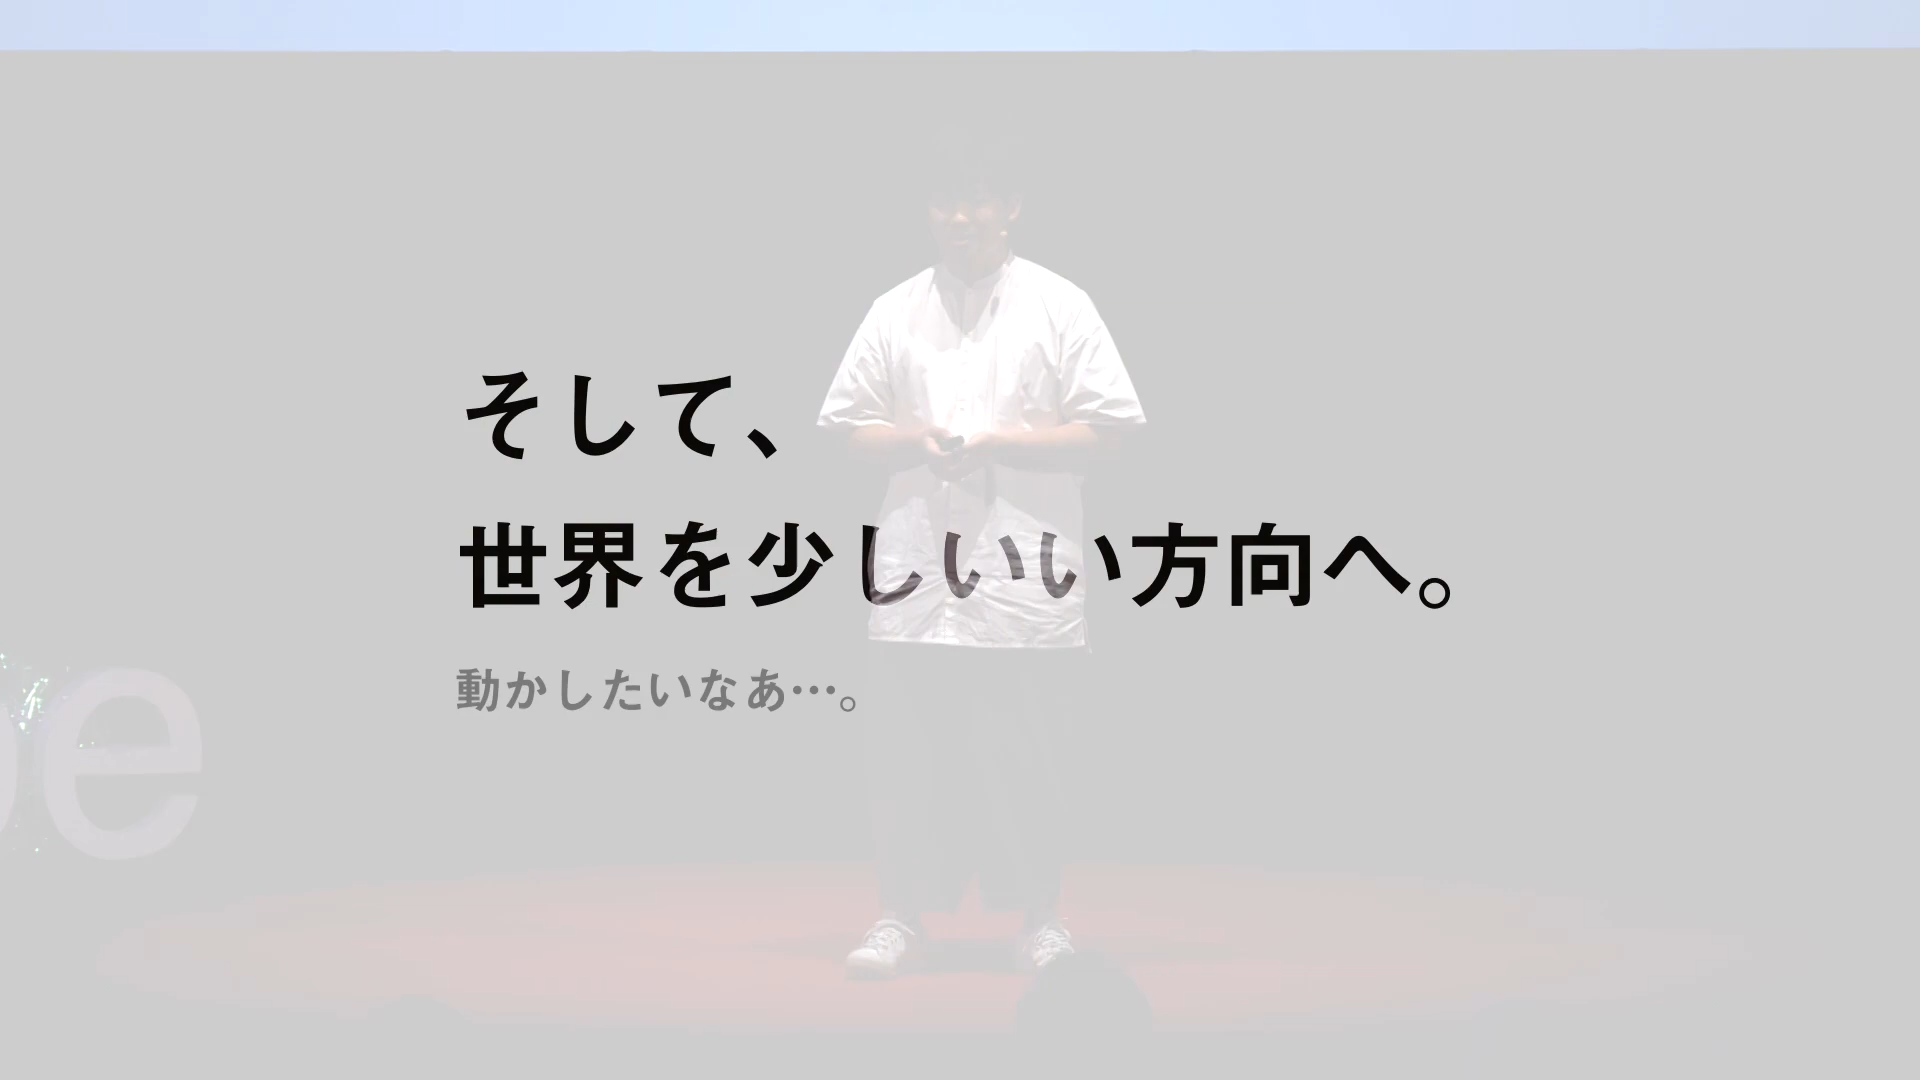 そして、
世界を少しいい方向へ。
動かしたいなあ…。
e